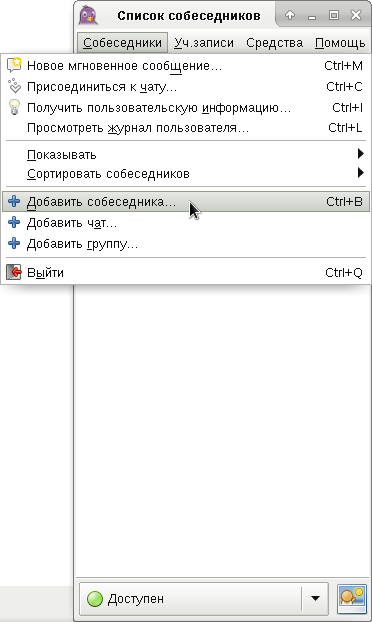 Список собеседников
Собеседники Уч.записи Средства Помощь
Новое мгновенное сообщение... Ctrl+M
Присоединиться к чату... Ctrl+C
Получить пользовательскую информацию... Ctrl+I
Просмотреть журнал пользователя... Ctrl+L
Показывать
Сортировать собеседников
Добавить собеседника... Ctrl+B
Добавить чат...
Добавить группу...
Выйти Ctrl+Q
Доступен